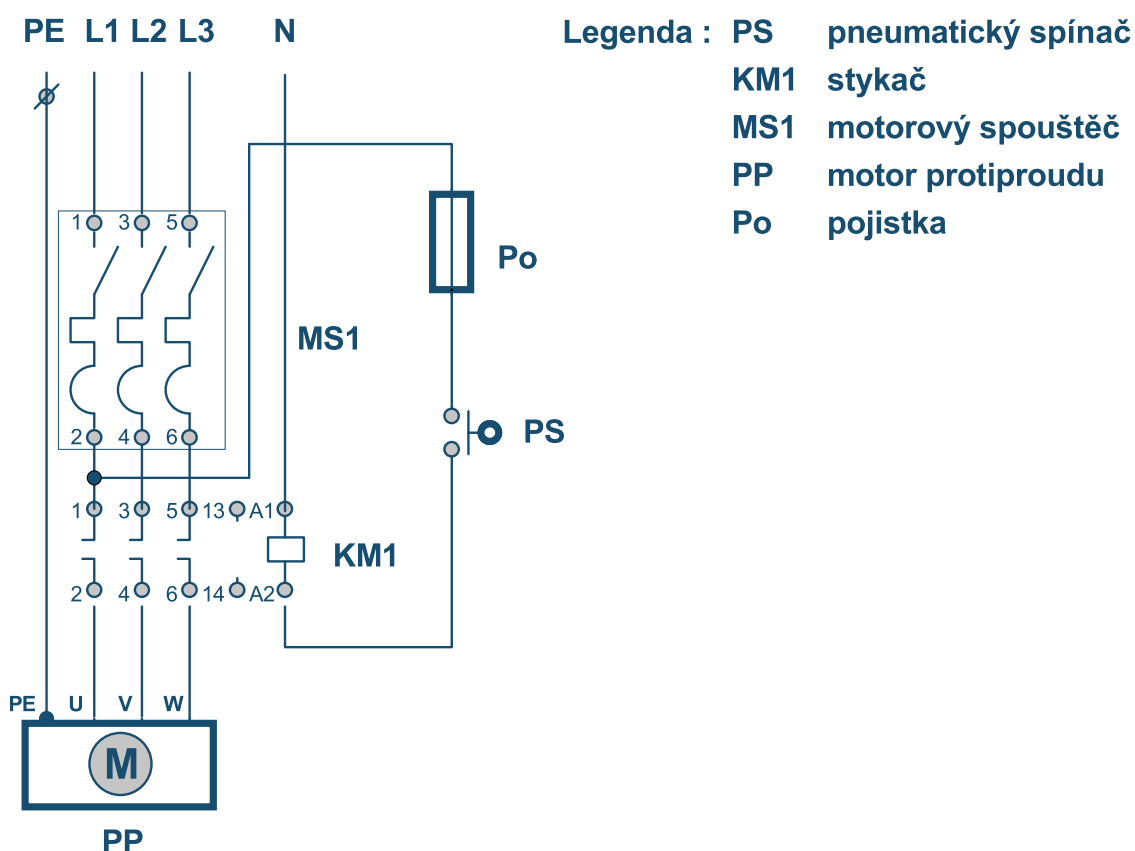 PE L1 L2 L3 N
Legenda : PS pneumatický spínač
KM1 stykač
MS1 motorový spouštěč
PP motor protiproudu
Po pojistka
1 3 5
Po
MS1
2 4 6
PS
1 3 5 13 A1
KM1
2 4 6 14 A2
PE U V W
M
PP